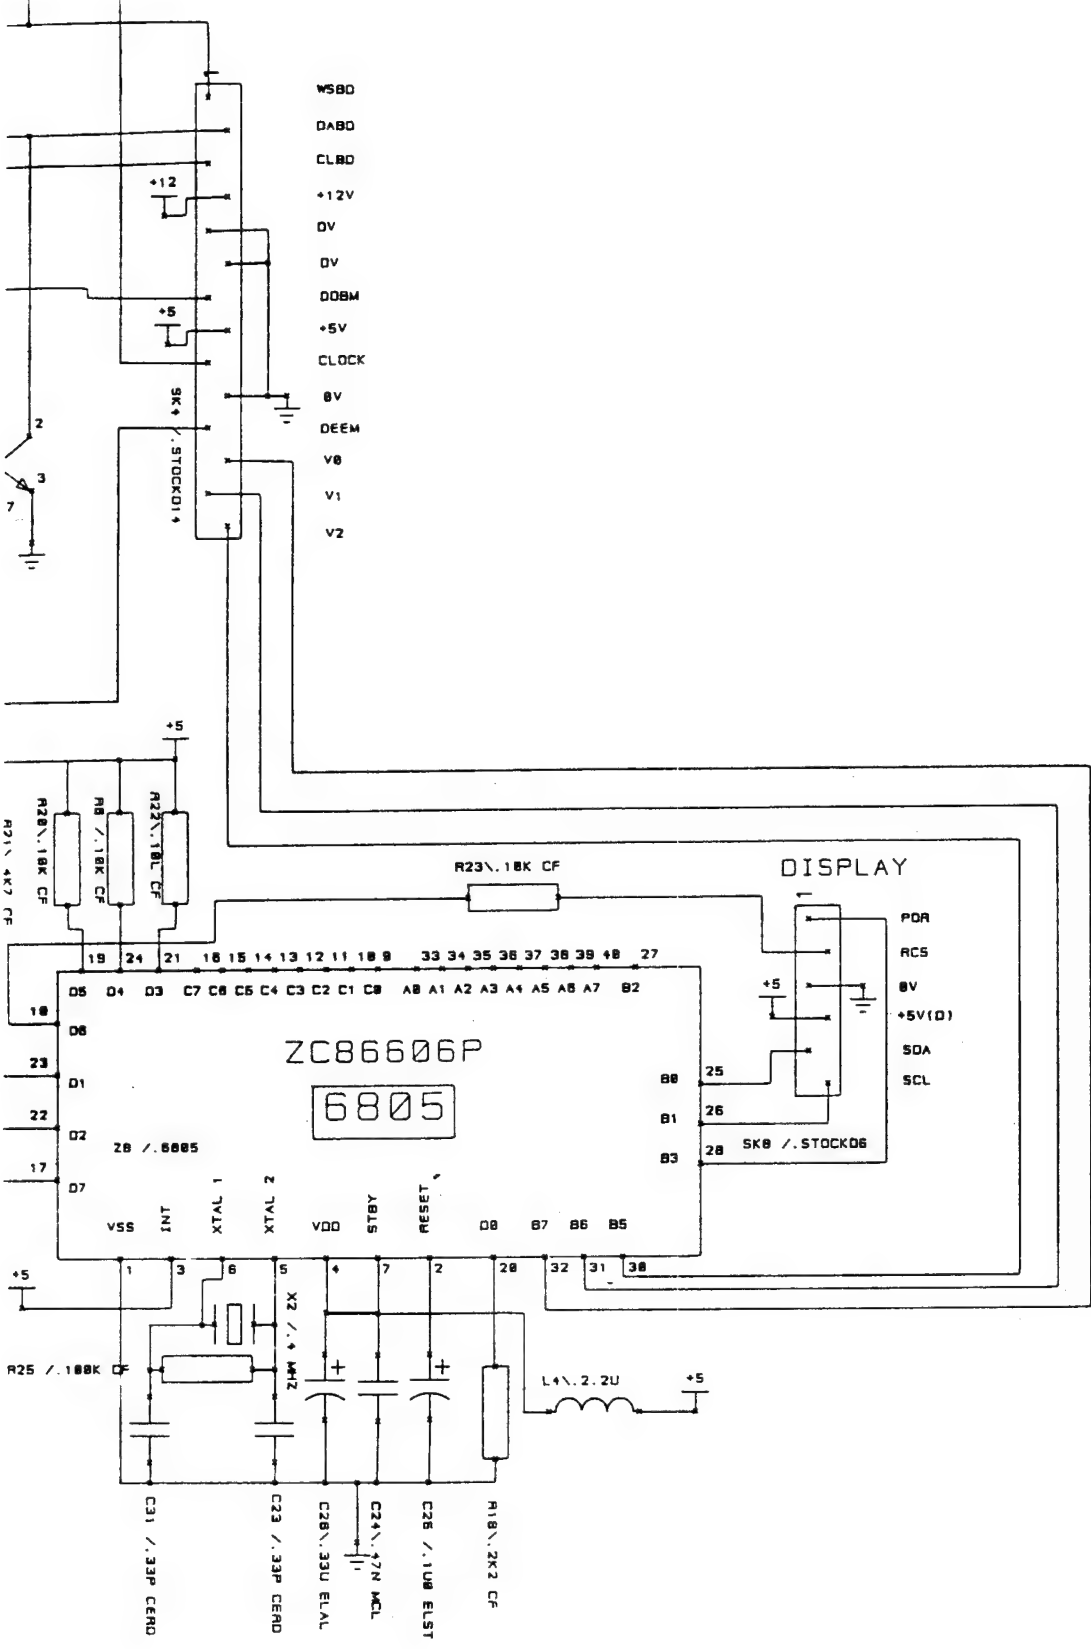 WSBD
DABD
CLBD
+12
+12V
0V
0V
DOBM
+5
+5V
CLOCK
0V
DEEM
V0
V1
V2
SK4 /.STOCKD14
2
3
7
+5
R21\ 4K7 CF
R20\.10K CF
R22\.10L CF
R23\.10K CF
DISPLAY
1
POR
RCS
0V
+5
+5V(D)
SDA
SCL
SK8 /.STOCKD6
19 24 21 16 15 14 13 12 11 10 9 33 34 35 36 37 38 39 40 27
D5 D4 D3 C7 C6 C5 C4 C3 C2 C1 C0 A0 A1 A2 A3 A4 A5 A6 A7 B2
18
D6
23
D1
22
D2
17
D7
ZC86606P
6805
Z8 /.6805
B0 25
B1 26
B3 28
VSS INT XTAL 1 XTAL 2 VDD STBY RESET D0 B7 B6 B5
1 3 6 5 4 7 2 20 32 31 30
+5
X2 /.4 MHZ
R25 /.100K CF
+
+
L4\.2.2U
+5
C31 /.33P CERD
C23 /.33P CERD
C28\.33U ELAL
C24\.47N MCL
C25 /.1U0 ELST
R18\.2K2 CF